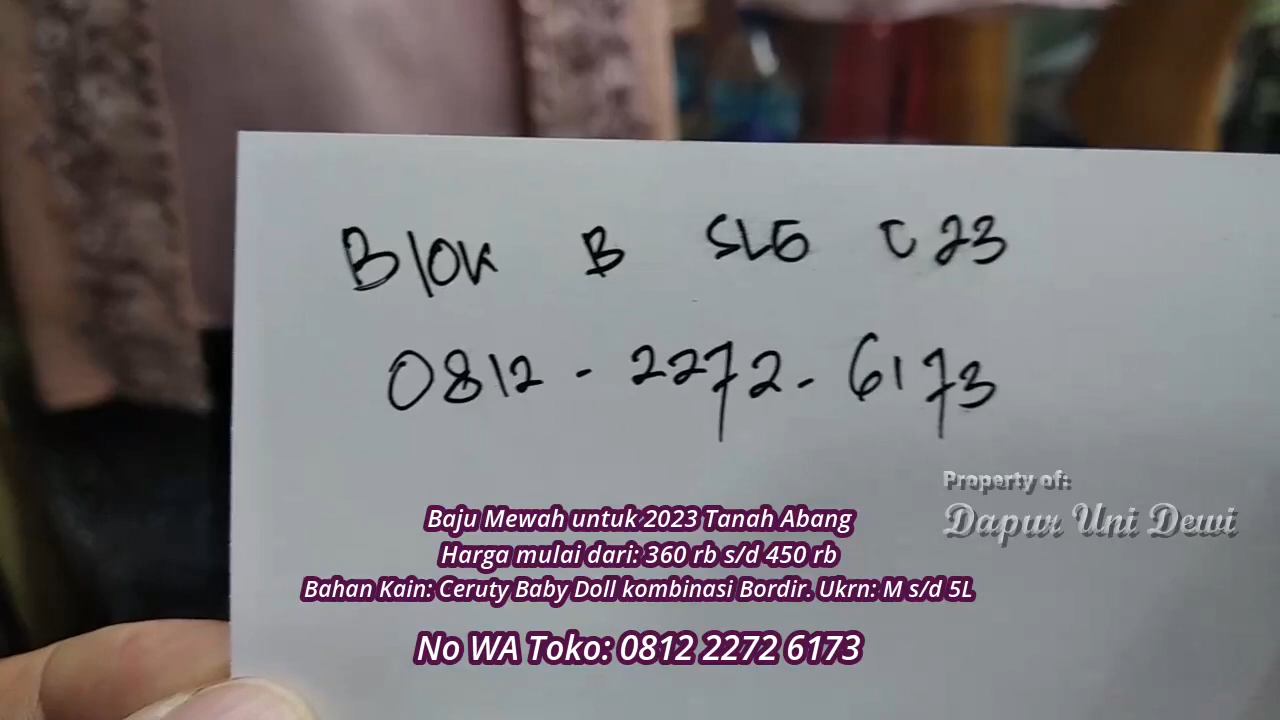 Blok B SLG C 23
0812 - 2272 - 6173
Property of:
Dapur Uni Dewi
Baju Mewah untuk 2023 Tanah Abang
Harga mulai dari: 360 rb s/d 450 rb
Bahan Kain: Ceruty Baby Doll kombinasi Bordir. Ukrn: M s/d 5L
No WA Toko: 0812 2272 6173